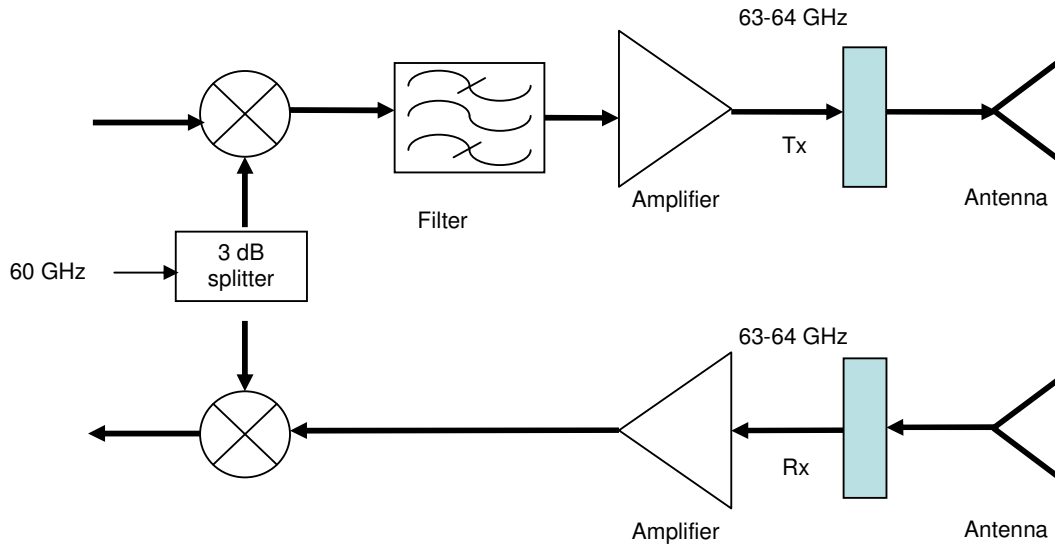 63-64 GHz
Tx
Amplifier
Antenna
Filter
3 dB
splitter
60 GHz
63-64 GHz
Rx
Amplifier
Antenna